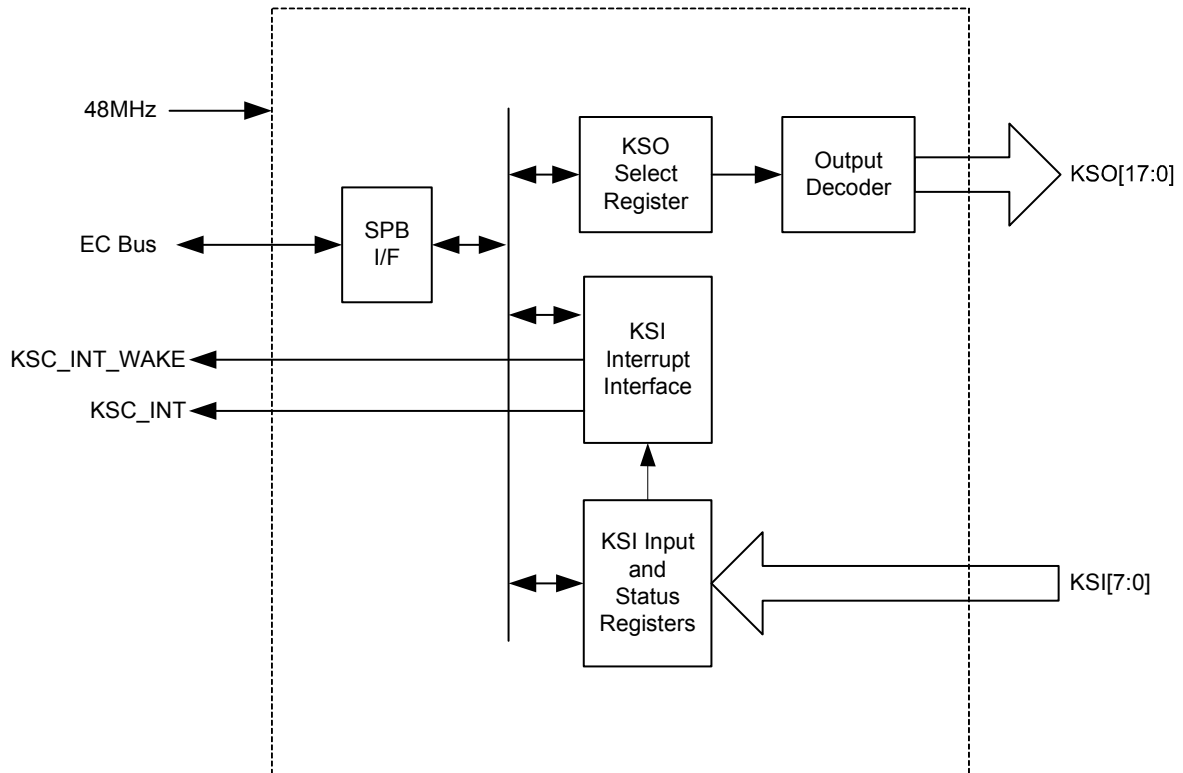 48MHz
KSO
Select
Register
Output
Decoder
KSO[17:0]
EC Bus
SPB
I/F
KSI
Interrupt
Interface
KSC_INT_WAKE
KSC_INT
KSI Input
and
Status
Registers
KSI[7:0]